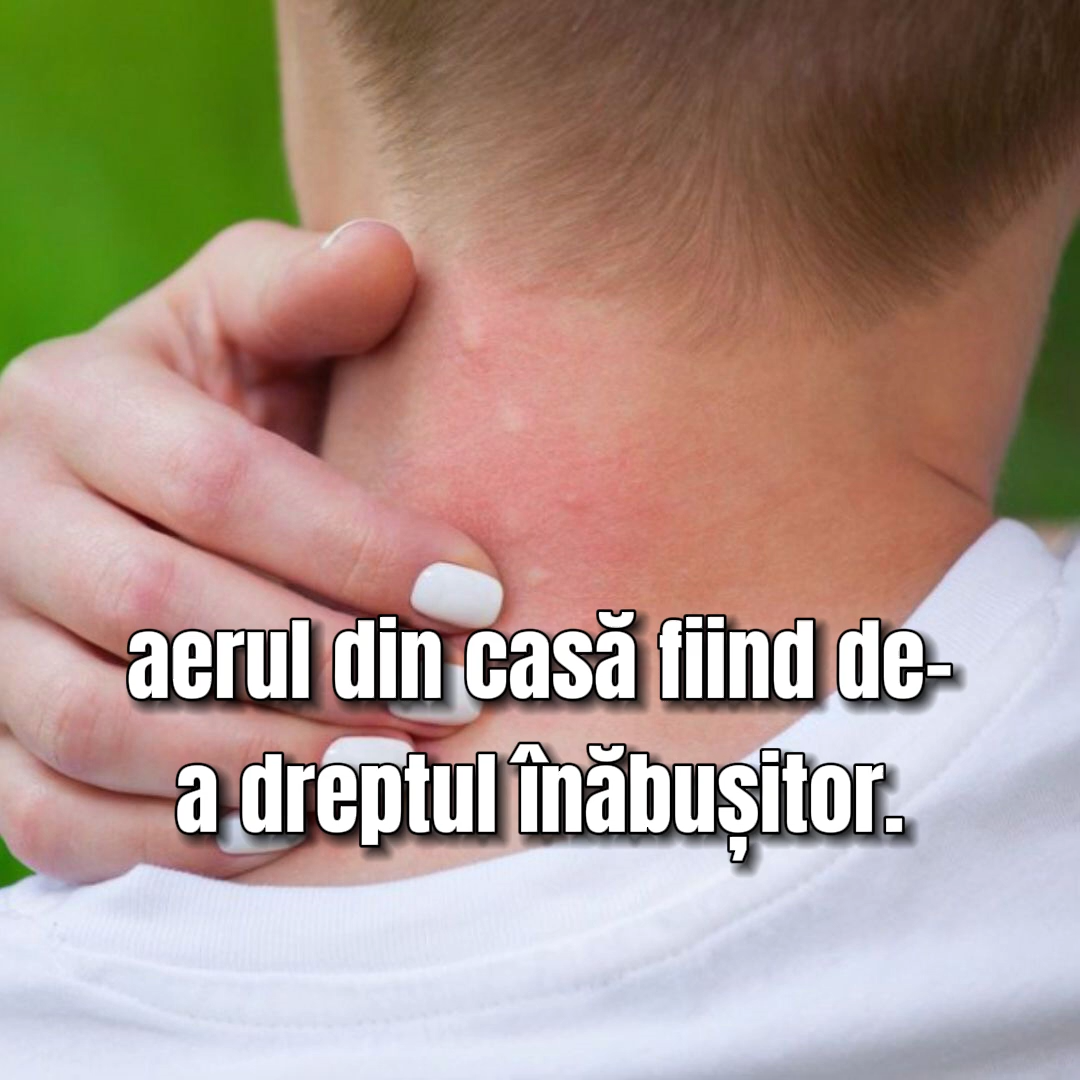 aerul din casă fiind de-
a dreptul înăbușitor.